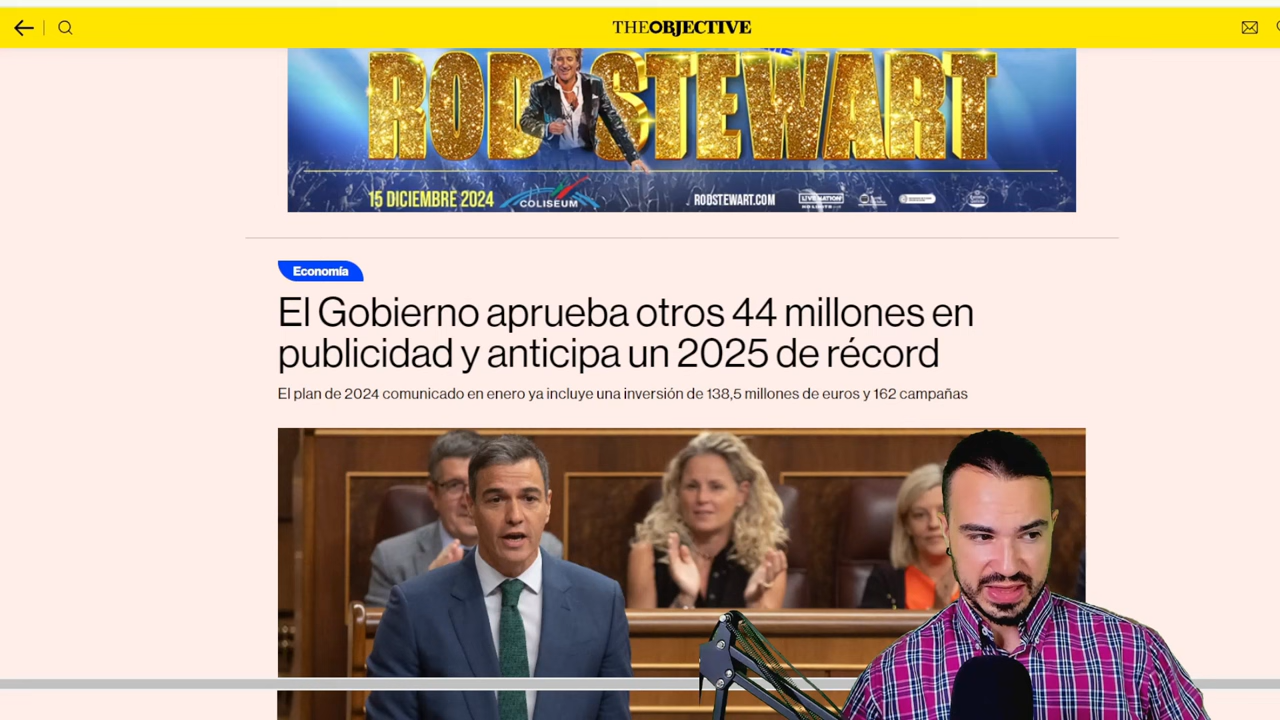 THEOBJECTIVE
ROD STEWART
15 DICIEMBRE 2024
COLISEUM
RODSTEWART.COM
LIVE NATION
Economía
El Gobierno aprueba otros 44 millones en
publicidad y anticipa un 2025 de récord
El plan de 2024 comunicado en enero ya incluye una inversión de 138,5 millones de euros y 162 campañas